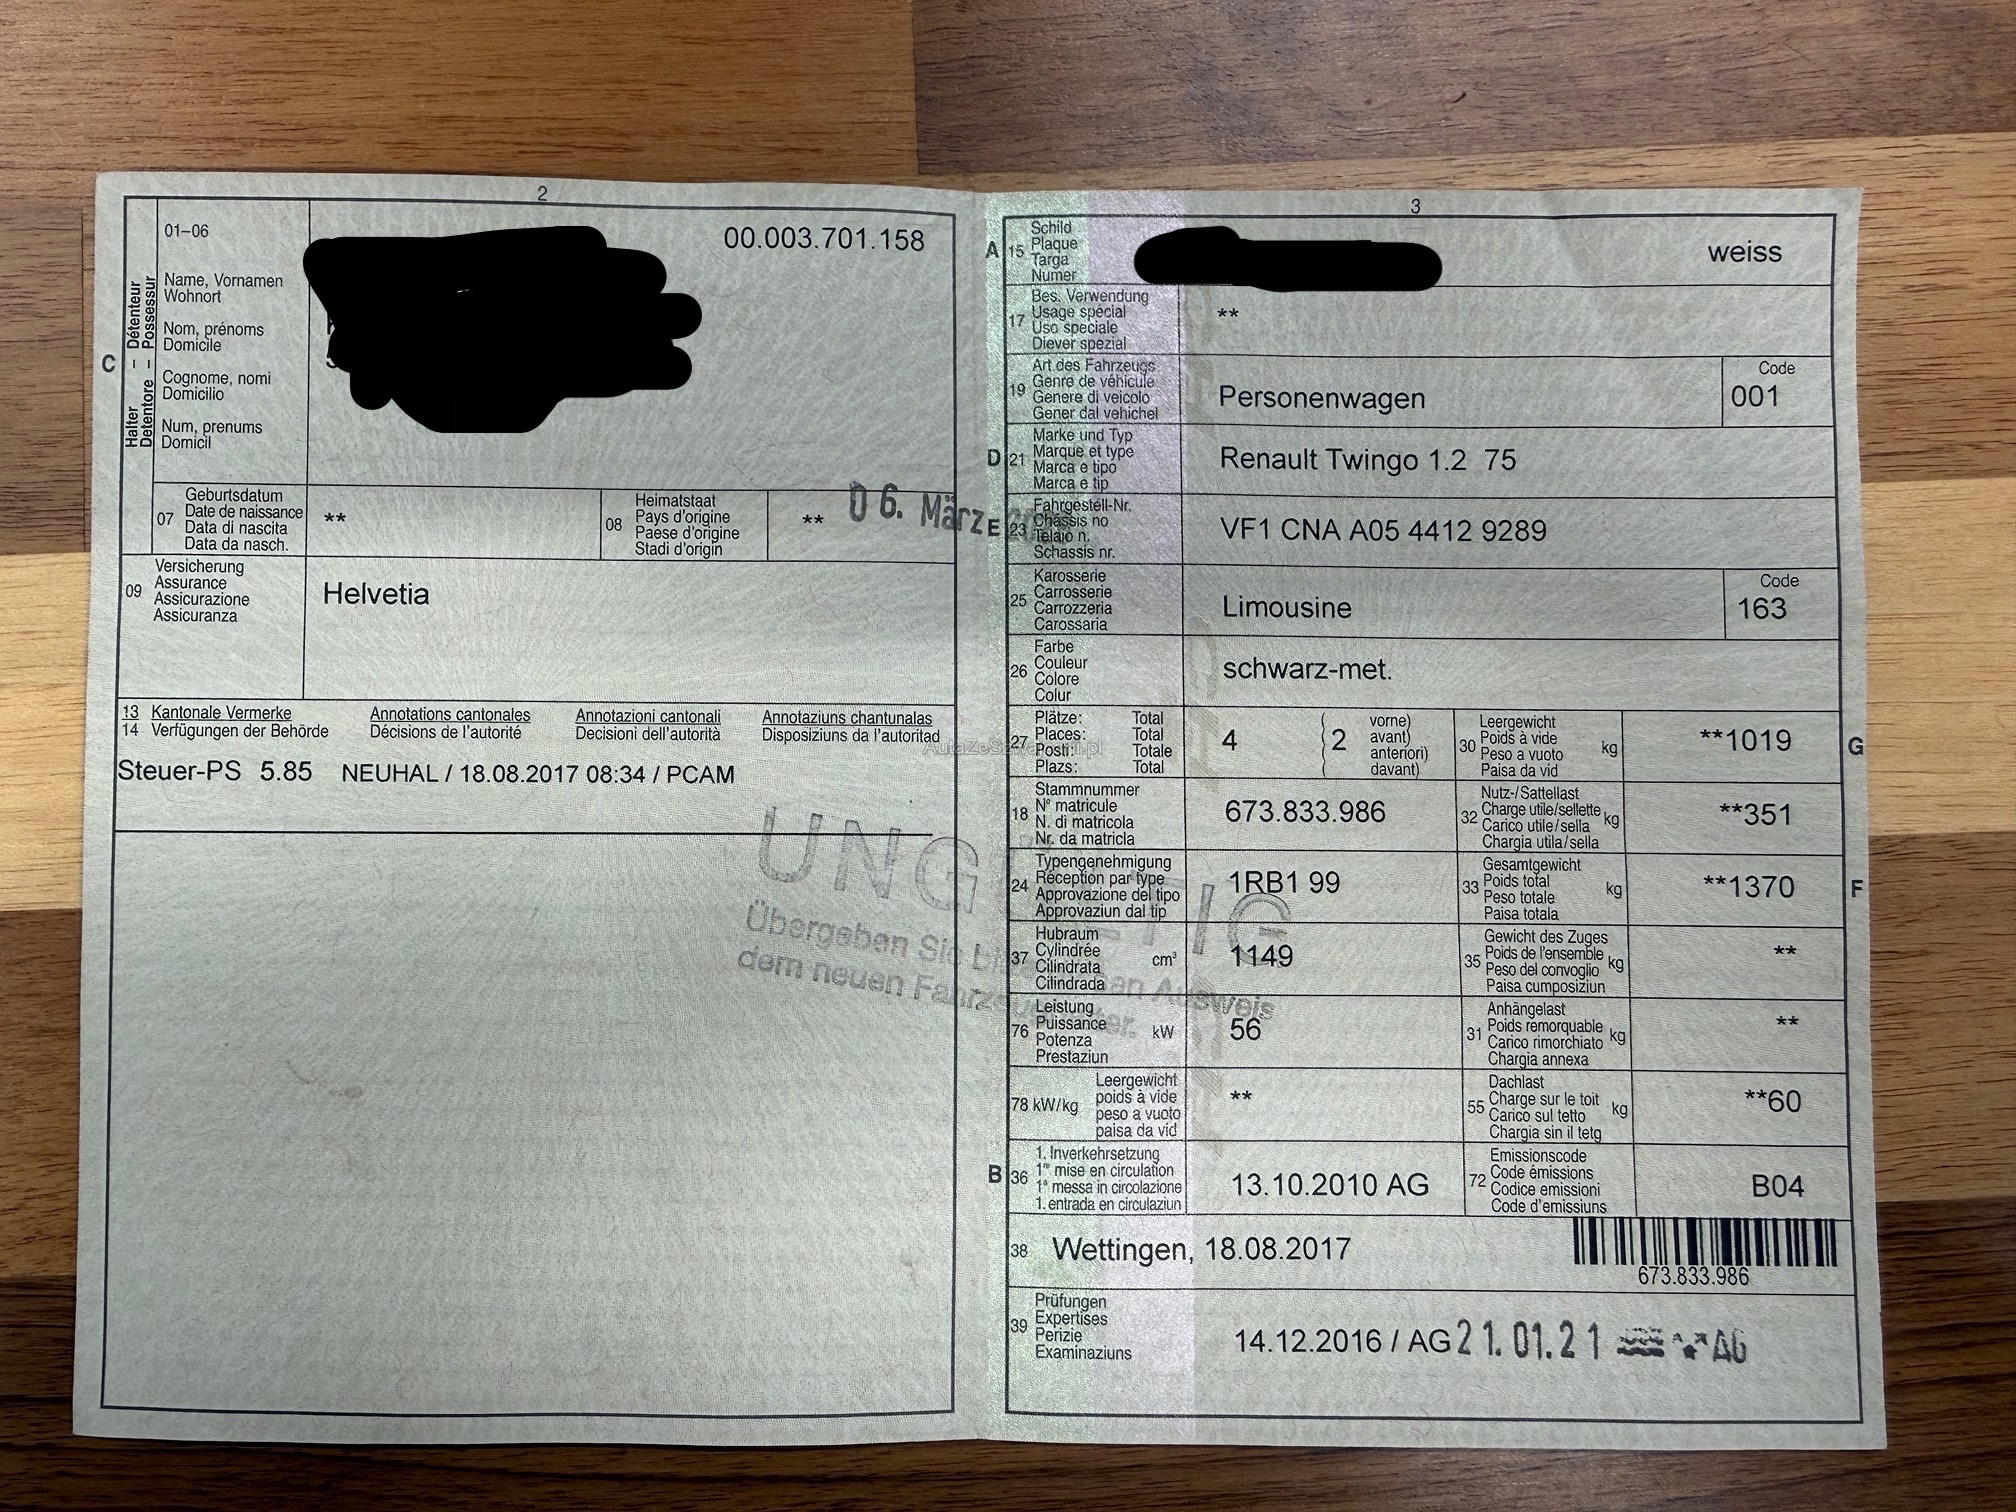 2
01–06
00.003.701.158
Halter – Détenteur
Detentore – Possessur
C
Name, Vornamen
Wohnort
Nom, prénoms
Domicile
Cognome, nomi
Domicilio
Num, prenums
Domicil
07
Geburtsdatum
Date de naissance
Data di nascita
Data da nasch.
**
08
Heimatstaat
Pays d'origine
Paese d'origine
Stadi d'origin
**
06. März
09
Versicherung
Assurance
Assicurazione
Assicuranza
Helvetia
13 Kantonale Vermerke Annotations cantonales Annotazioni cantonali Annotaziuns chantunalas
14 Verfügungen der Behörde Décisions de l'autorité Decisioni dell'autorità Disposiziuns da l'autoritad
Steuer-PS 5.85 NEUHAL / 18.08.2017 08:34 / PCAM
UNGÜLTIG
Übergeben Sie Ausweis
dem neuen
3
A
15
Schild
Plaque
Targa
Numer
weiss
17
Bes. Verwendung
Usage spécial
Uso speciale
Diever spezial
**
19
Art des Fahrzeugs
Genre de véhicule
Genere di veicolo
Gener dal vehichel
Personenwagen
Code
001
D
21
Marke und Typ
Marque et type
Marca e tipo
Marca e tip
Renault Twingo 1.2 75
E
23
Fahrgestell-Nr.
Châssis no
Telaio n.
Schassis nr.
VF1 CNA A05 4412 9289
25
Karosserie
Carrosserie
Carrozzeria
Carossaria
Limousine
Code
163
26
Farbe
Couleur
Colore
Colur
schwarz-met.
27
Plätze: Total
Places: Total
Posti: Totale
Plazs: Total
4
( 2
vorne)
avant)
anteriori)
davant)
30
Leergewicht
Poids à vide
Peso a vuoto
Paisa da vid
kg
**1019
G
18
Stammnummer
N° matricule
N. di matricola
Nr. da matricla
673.833.986
32
Nutz-/Sattellast
Charge utile/sellette
Carico utile/sella
Chargia utila/sella
kg
**351
24
Typengenehmigung
Réception par type
Approvazione del tipo
Approvaziun dal tip
1RB1 99
33
Gesamtgewicht
Poids total
Peso totale
Paisa totala
kg
**1370
F
37
Hubraum
Cylindrée
Cilindrata
Cilindrada
cm³
1149
35
Gewicht des Zuges
Poids de l'ensemble
Peso del convoglio
Paisa cumposiziun
kg
**
76
Leistung
Puissance
Potenza
Prestaziun
kW
56
31
Anhängelast
Poids remorquable
Carico rimorchiato
Chargia annexa
kg
**
78 kW/kg
Leergewicht
poids à vide
peso a vuoto
paisa da vid
**
55
Dachlast
Charge sur le toit
Carico sul tetto
Chargia sin il tetg
kg
**60
B
36
1. Inverkehrsetzung
1re mise en circulation
1a messa in circolazione
1. entrada en circulaziun
13.10.2010 AG
72
Emissionscode
Code émissions
Codice emissioni
Code d'emissiuns
B04
38
Wettingen, 18.08.2017
673.833.986
39
Prüfungen
Expertises
Perizie
Examinaziuns
14.12.2016 / AG 21.01.21 AG